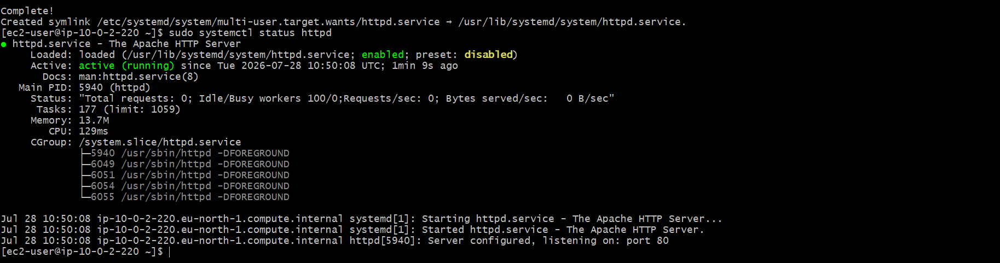 Complete!
Created symlink /etc/systemd/system/multi-user.target.wants/httpd.service → /usr/lib/systemd/system/httpd.service.
[ec2-user@ip-10-0-2-220 ~]$ sudo systemctl status httpd
● httpd.service - The Apache HTTP Server
     Loaded: loaded (/usr/lib/systemd/system/httpd.service; enabled; preset: disabled)
     Active: active (running) since Tue 2026-07-28 10:50:08 UTC; 1min 9s ago
       Docs: man:httpd.service(8)
   Main PID: 5940 (httpd)
     Status: "Total requests: 0; Idle/Busy workers 100/0;Requests/sec: 0; Bytes served/sec:   0 B/sec"
      Tasks: 177 (limit: 1059)
     Memory: 13.7M
        CPU: 129ms
     CGroup: /system.slice/httpd.service
             ├─5940 /usr/sbin/httpd -DFOREGROUND
             ├─6049 /usr/sbin/httpd -DFOREGROUND
             ├─6051 /usr/sbin/httpd -DFOREGROUND
             ├─6054 /usr/sbin/httpd -DFOREGROUND
             └─6055 /usr/sbin/httpd -DFOREGROUND
Jul 28 10:50:08 ip-10-0-2-220.eu-north-1.compute.internal systemd[1]: Starting httpd.service - The Apache HTTP Server...
Jul 28 10:50:08 ip-10-0-2-220.eu-north-1.compute.internal systemd[1]: Started httpd.service - The Apache HTTP Server.
Jul 28 10:50:08 ip-10-0-2-220.eu-north-1.compute.internal httpd[5940]: Server configured, listening on: port 80
[ec2-user@ip-10-0-2-220 ~]$